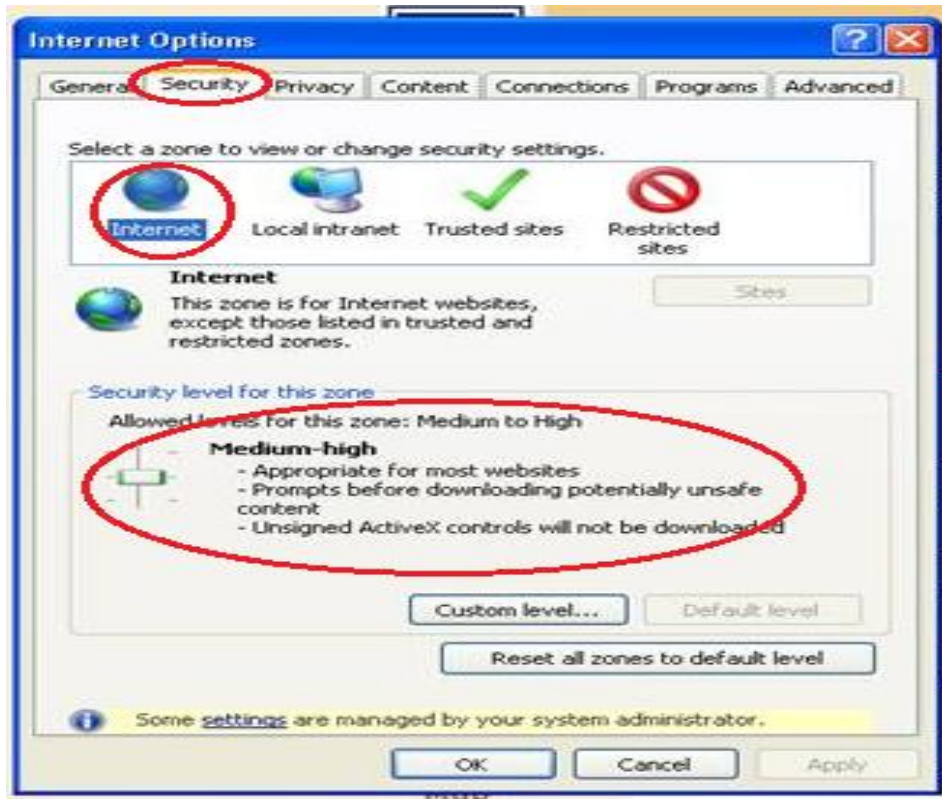 Internet Options
General Security Privacy Content Connections Programs Advanced
Select a zone to view or change security settings.
Internet Local intranet Trusted sites Restricted sites
Internet
Sites
This zone is for Internet websites,
except those listed in trusted and
restricted zones.
Security level for this zone
Allowed levels for this zone: Medium to High
Medium-high
- Appropriate for most websites
- Prompts before downloading potentially unsafe
content
- Unsigned ActiveX controls will not be downloaded
Custom level... Default level
Reset all zones to default level
Some settings are managed by your system administrator.
OK Cancel Apply